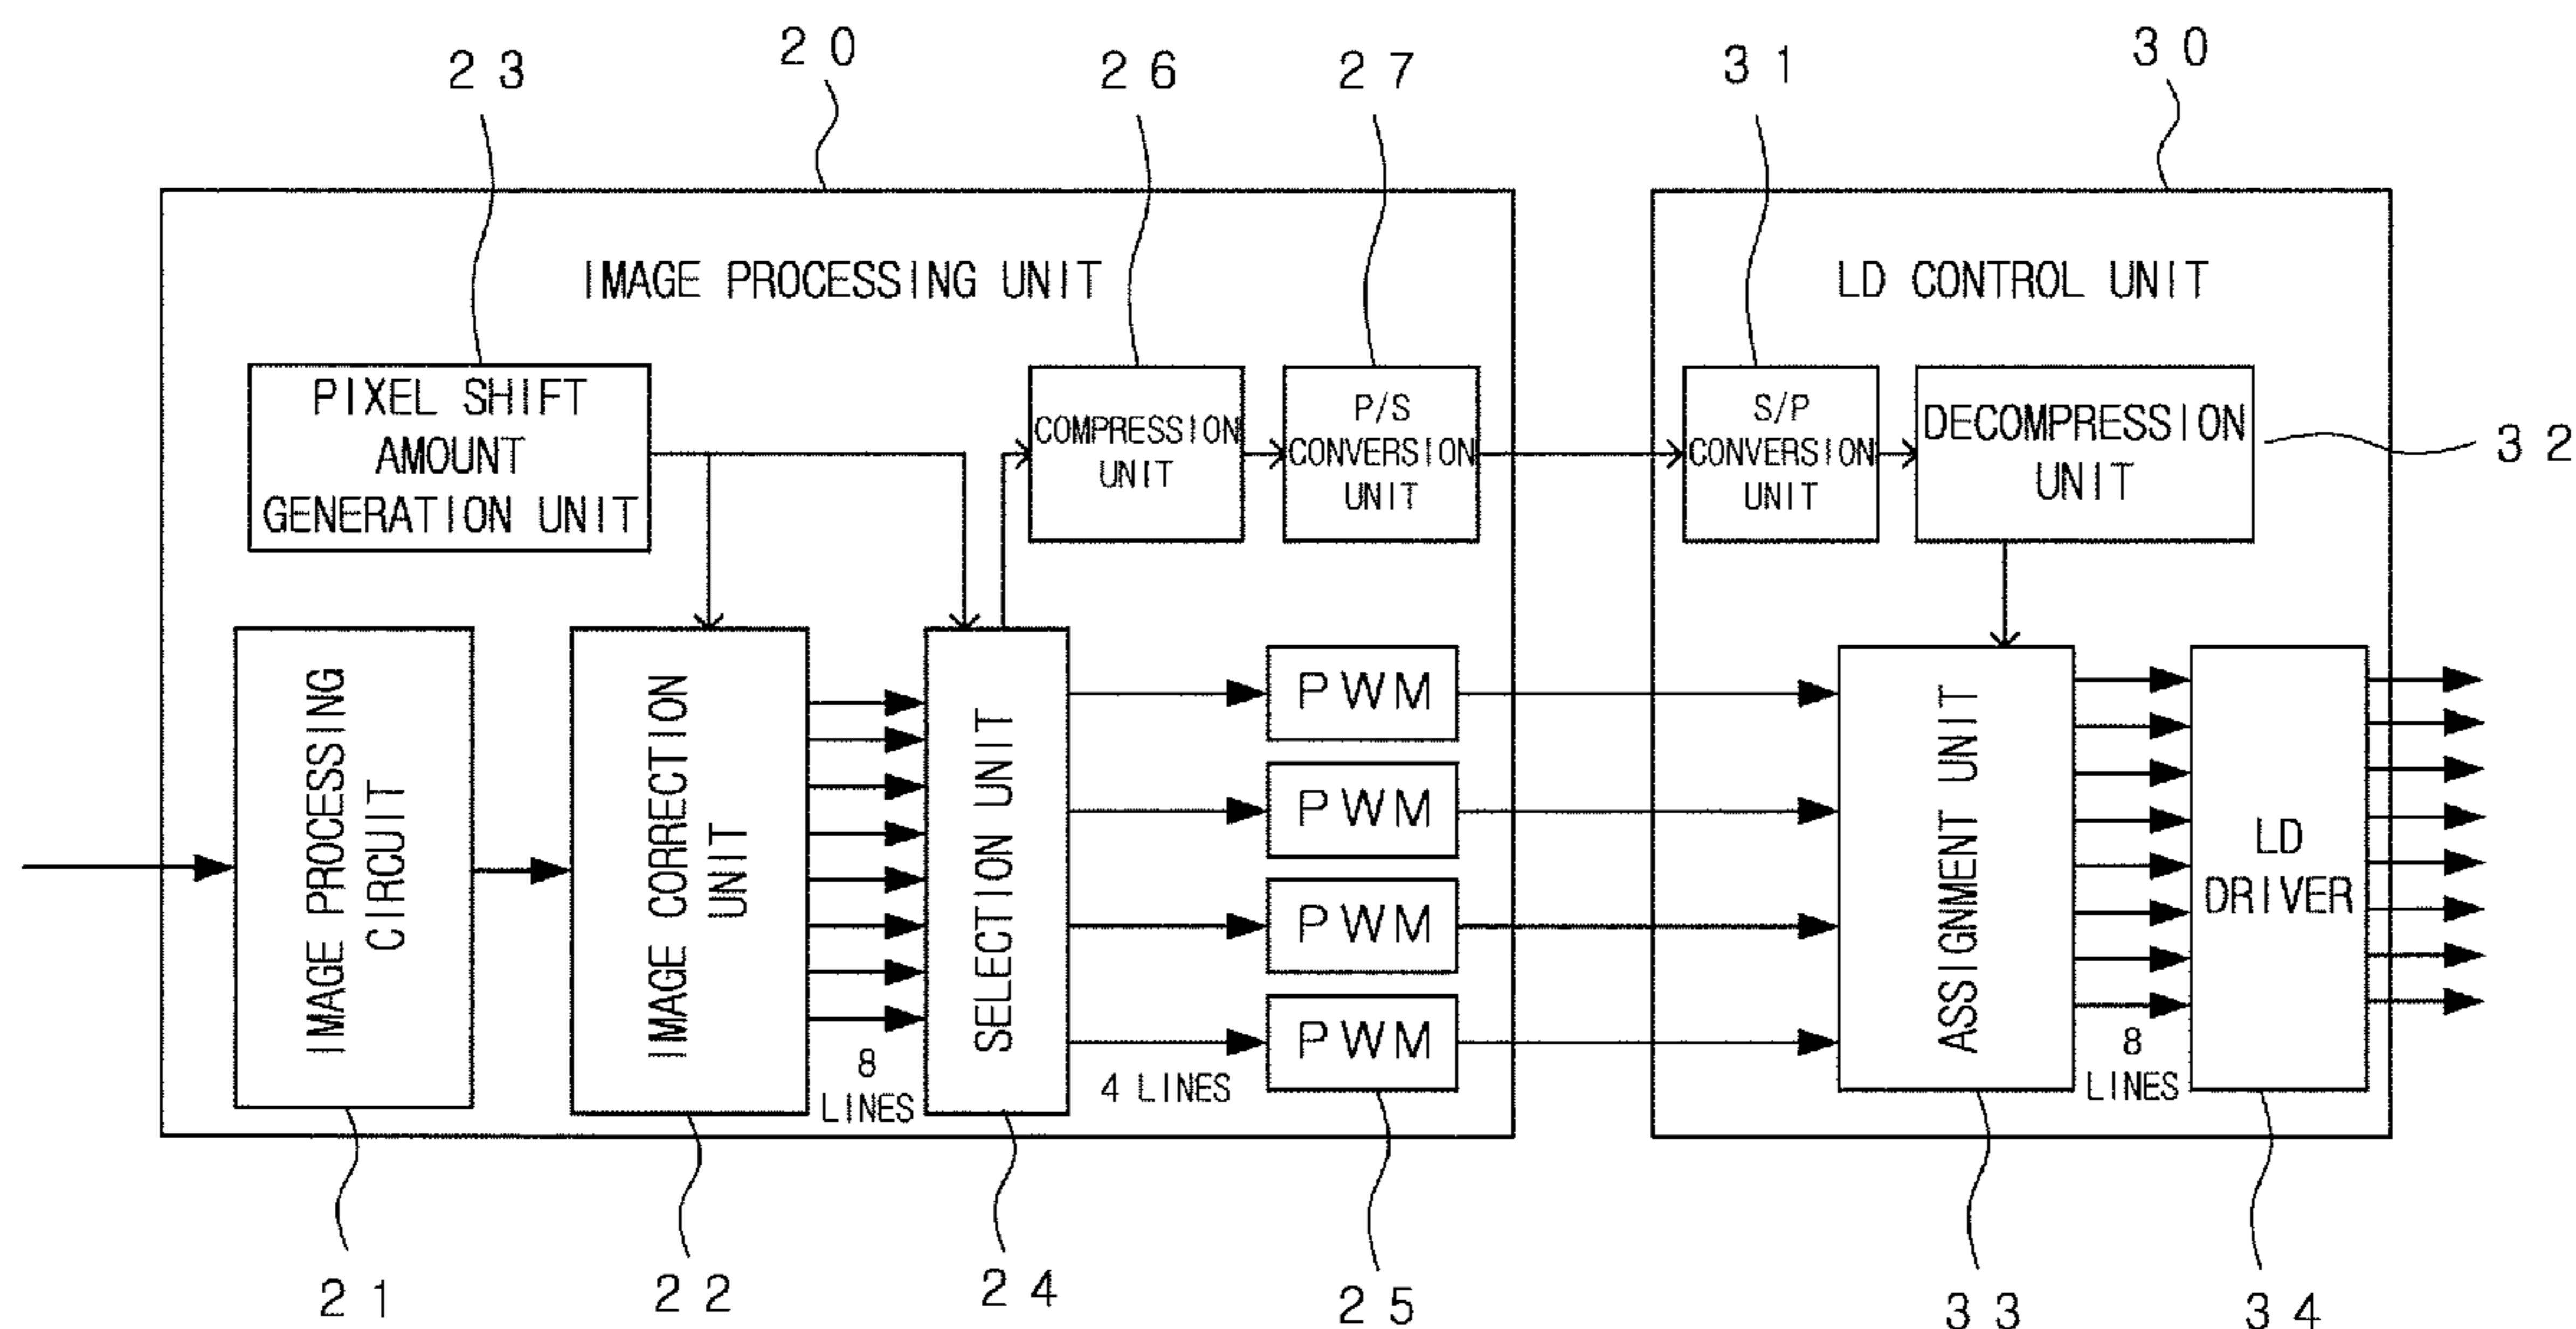 23
20
26
27
31
30
IMAGE PROCESSING UNIT
LD CONTROL UNIT
PIXEL SHIFT
AMOUNT
GENERATION UNIT
COMPRESSION
UNIT
P/S
CONVERSION
UNIT
S/P
CONVERSION
UNIT
DECOMPRESSION
UNIT
32
IMAGE PROCESSING
CIRCUIT
IMAGE CORRECTION
UNIT
8
LINES
SELECTION UNIT
4 LINES
PWM
PWM
PWM
PWM
ASSIGNMENT UNIT
8
LINES
LD
DRIVER
21
22
24
25
33
34